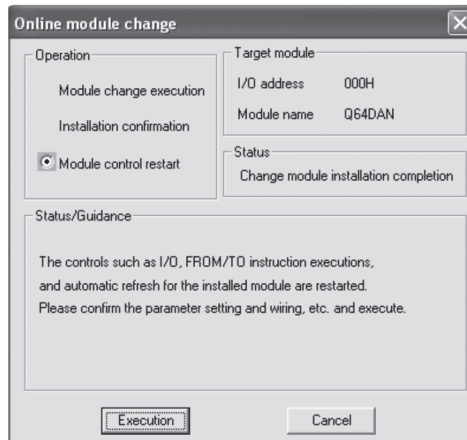 Online module change
Operation
Module change execution
Installation confirmation
Module control restart
Target module
I/O address 000H
Module name Q64DAN
Status
Change module installation completion
Status/Guidance
The controls such as I/O, FROM/TO instruction executions,
and automatic refresh for the installed module are restarted.
Please confirm the parameter setting and wiring, etc. and execute.
Execution Cancel